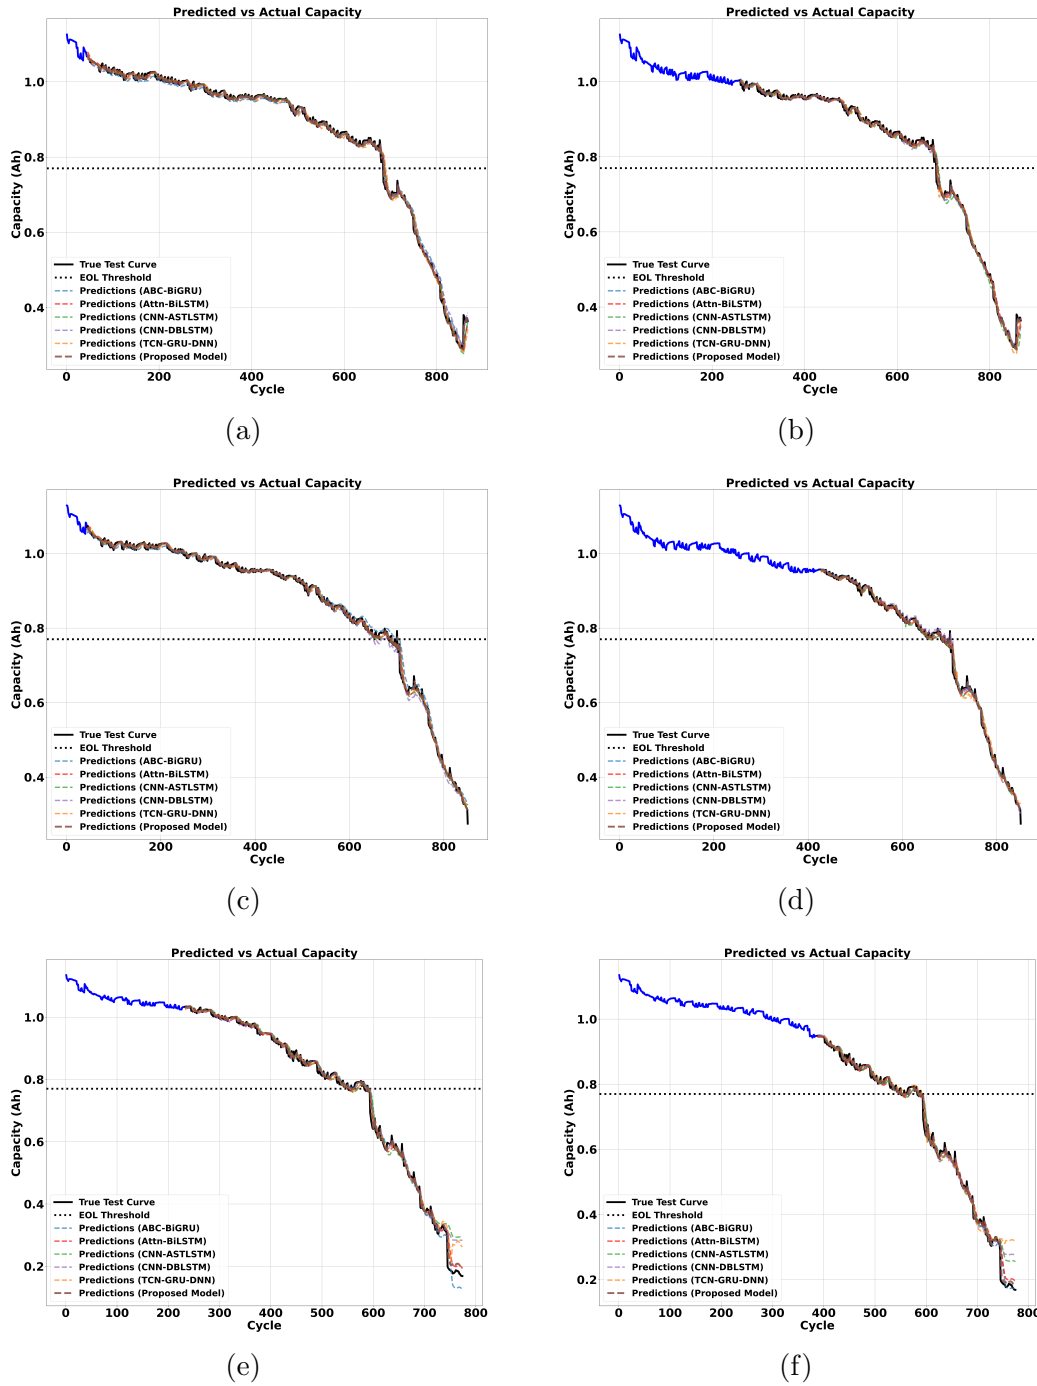 Predicted vs Actual Capacity
Capacity (Ah)
1.0
0.8
0.6
0.4
True Test Curve
EOL Threshold
Predictions (ABC-BiGRU)
Predictions (Attn-BiLSTM)
Predictions (CNN-ASTLSTM)
Predictions (CNN-DBLSTM)
Predictions (TCN-GRU-DNN)
Predictions (Proposed Model)
0 200 400 600 800
Cycle
(a)
Predicted vs Actual Capacity
Capacity (Ah)
1.0
0.8
0.6
0.4
True Test Curve
EOL Threshold
Predictions (ABC-BiGRU)
Predictions (Attn-BiLSTM)
Predictions (CNN-ASTLSTM)
Predictions (CNN-DBLSTM)
Predictions (TCN-GRU-DNN)
Predictions (Proposed Model)
0 200 400 600 800
Cycle
(b)
Predicted vs Actual Capacity
Capacity (Ah)
1.0
0.8
0.6
0.4
True Test Curve
EOL Threshold
Predictions (ABC-BiGRU)
Predictions (Attn-BiLSTM)
Predictions (CNN-ASTLSTM)
Predictions (CNN-DBLSTM)
Predictions (TCN-GRU-DNN)
Predictions (Proposed Model)
0 200 400 600 800
Cycle
(c)
Predicted vs Actual Capacity
Capacity (Ah)
1.0
0.8
0.6
0.4
True Test Curve
EOL Threshold
Predictions (ABC-BiGRU)
Predictions (Attn-BiLSTM)
Predictions (CNN-ASTLSTM)
Predictions (CNN-DBLSTM)
Predictions (TCN-GRU-DNN)
Predictions (Proposed Model)
0 200 400 600 800
Cycle
(d)
Predicted vs Actual Capacity
Capacity (Ah)
1.0
0.8
0.6
0.4
0.2
True Test Curve
EOL Threshold
Predictions (ABC-BiGRU)
Predictions (Attn-BiLSTM)
Predictions (CNN-ASTLSTM)
Predictions (CNN-DBLSTM)
Predictions (TCN-GRU-DNN)
Predictions (Proposed Model)
0 100 200 300 400 500 600 700 800
Cycle
(e)
Predicted vs Actual Capacity
Capacity (Ah)
1.0
0.8
0.6
0.4
0.2
True Test Curve
EOL Threshold
Predictions (ABC-BiGRU)
Predictions (Attn-BiLSTM)
Predictions (CNN-ASTLSTM)
Predictions (CNN-DBLSTM)
Predictions (TCN-GRU-DNN)
Predictions (Proposed Model)
0 100 200 300 400 500 600 700 800
Cycle
(f)